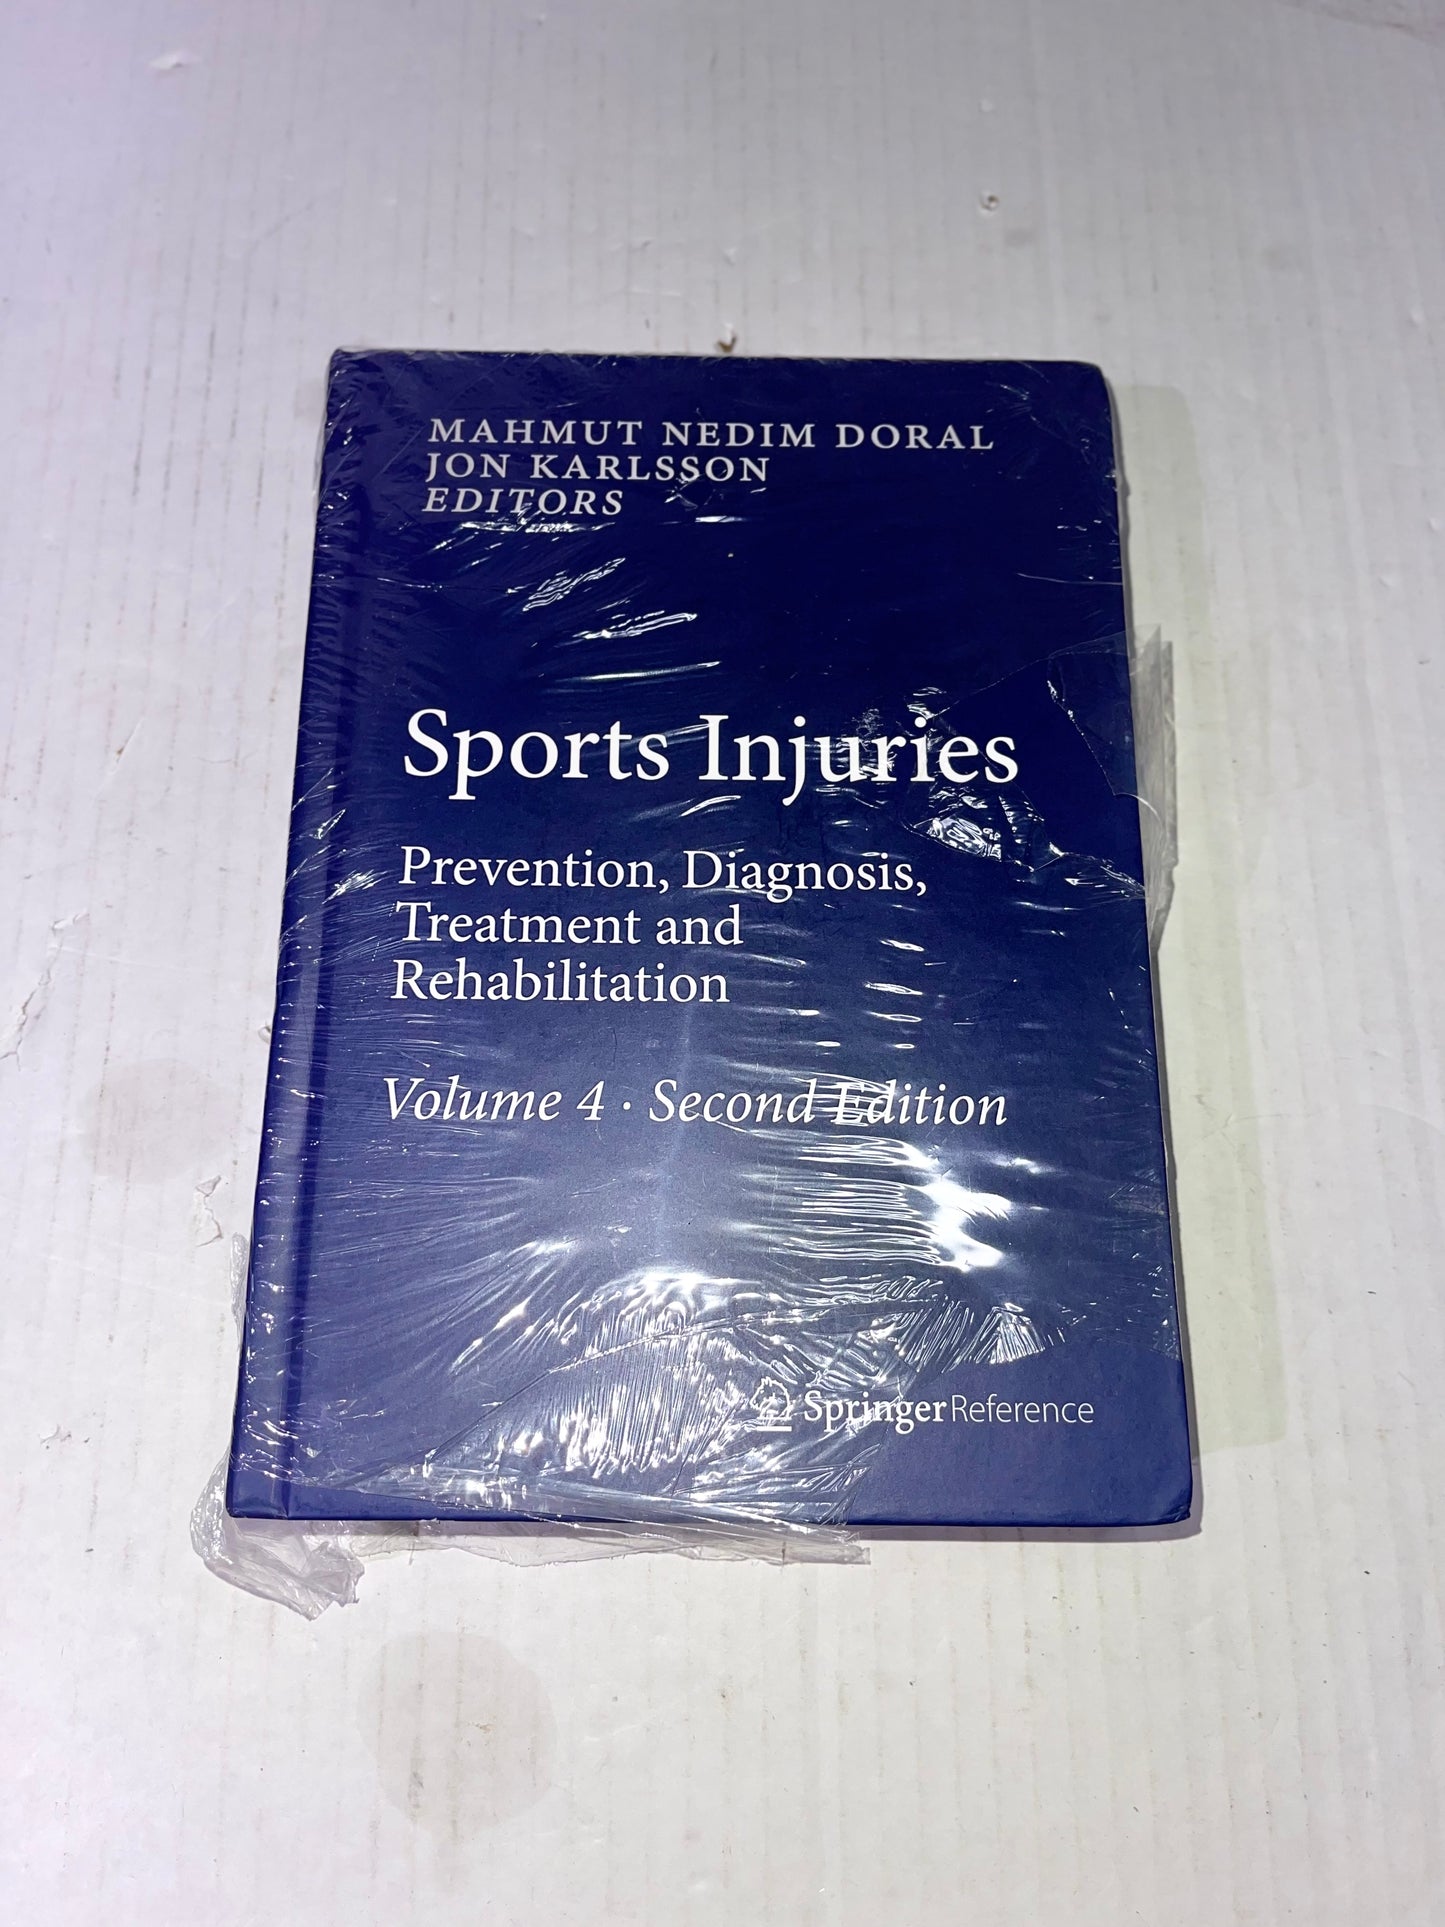 MAHMUT NEDIM DORAL
JON KARLSSON
EDITORS
Sports Injuries
Prevention, Diagnosis,
Treatment and
Rehabilitation
Volume 4 · Second Edition
Springer Reference